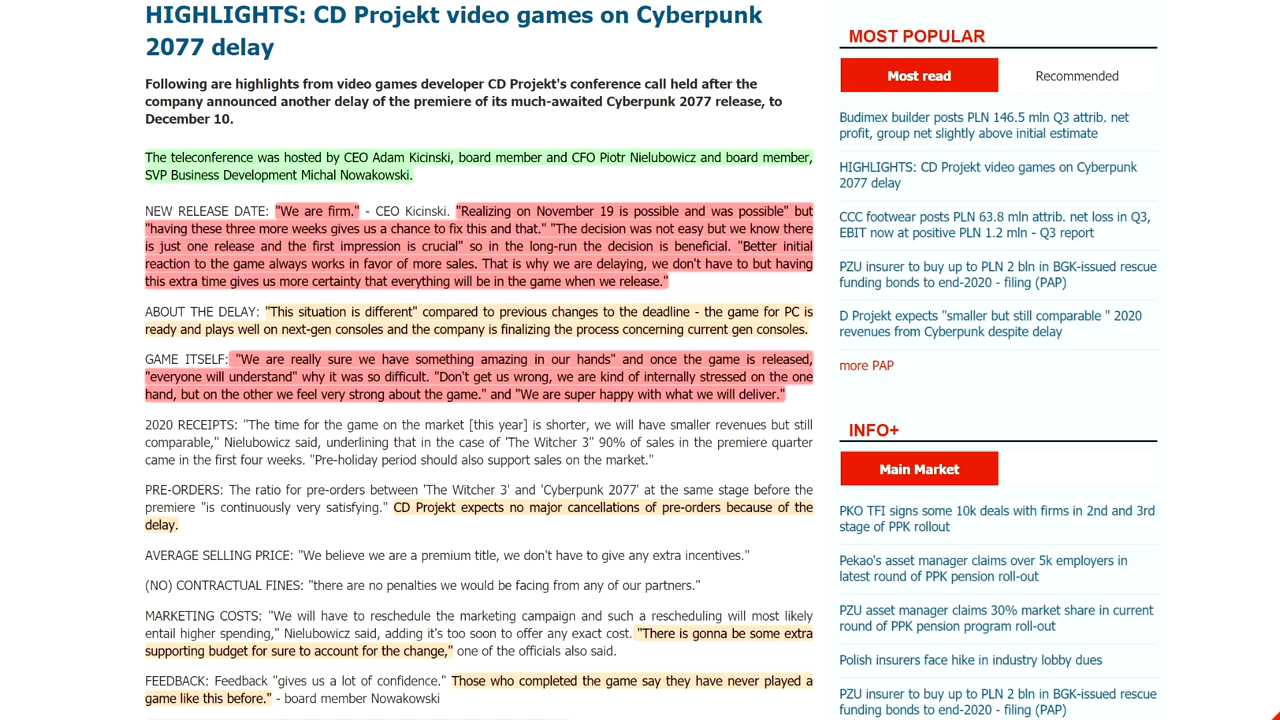 HIGHLIGHTS: CD Projekt video games on Cyberpunk
2077 delay
Following are highlights from video games developer CD Projekt's conference call held after the
company announced another delay of the premiere of its much-awaited Cyberpunk 2077 release, to
December 10.
The teleconference was hosted by CEO Adam Kicinski, board member and CFO Piotr Nielubowicz and board member,
SVP Business Development Michal Nowakowski.
NEW RELEASE DATE: "We are firm." - CEO Kicinski. "Realizing on November 19 is possible and was possible" but
"having these three more weeks gives us a chance to fix this and that." "The decision was not easy but we know there
is just one release and the first impression is crucial" so in the long-run the decision is beneficial. "Better initial
reaction to the game always works in favor of more sales. That is why we are delaying, we don't have to but having
this extra time gives us more certainty that everything will be in the game when we release."
ABOUT THE DELAY: "This situation is different" compared to previous changes to the deadline - the game for PC is
ready and plays well on next-gen consoles and the company is finalizing the process concerning current gen consoles.
GAME ITSELF: "We are really sure we have something amazing in our hands" and once the game is released,
"everyone will understand" why it was so difficult. "Don't get us wrong, we are kind of internally stressed on the one
hand, but on the other we feel very strong about the game." and "We are super happy with what we will deliver."
2020 RECEIPTS: "The time for the game on the market [this year] is shorter, we will have smaller revenues but still
comparable," Nielubowicz said, underlining that in the case of 'The Witcher 3" 90% of sales in the premiere quarter
came in the first four weeks. "Pre-holiday period should also support sales on the market."
PRE-ORDERS: The ratio for pre-orders between 'The Witcher 3' and 'Cyberpunk 2077' at the same stage before the
premiere "is continuously very satisfying." CD Projekt expects no major cancellations of pre-orders because of the
delay.
AVERAGE SELLING PRICE: "We believe we are a premium title, we don't have to give any extra incentives."
(NO) CONTRACTUAL FINES: "there are no penalties we would be facing from any of our partners."
MARKETING COSTS: "We will have to reschedule the marketing campaign and such a rescheduling will most likely
entail higher spending," Nielubowicz said, adding it's too soon to offer any exact cost. "There is gonna be some extra
supporting budget for sure to account for the change," one of the officials also said.
FEEDBACK: Feedback "gives us a lot of confidence." Those who completed the game say they have never played a
game like this before." - board member Nowakowski
MOST POPULAR
Most read Recommended
Budimex builder posts PLN 146.5 mln Q3 attrib. net
profit, group net slightly above initial estimate
HIGHLIGHTS: CD Projekt video games on Cyberpunk
2077 delay
CCC footwear posts PLN 63.8 mln attrib. net loss in Q3,
EBIT now at positive PLN 1.2 mln - Q3 report
PZU insurer to buy up to PLN 2 bln in BGK-issued rescue
funding bonds to end-2020 - filing (PAP)
D Projekt expects "smaller but still comparable " 2020
revenues from Cyberpunk despite delay
more PAP
INFO+
Main Market
PKO TFI signs some 10k deals with firms in 2nd and 3rd
stage of PPK rollout
Pekao's asset manager claims over 5k employers in
latest round of PPK pension roll-out
PZU asset manager claims 30% market share in current
round of PPK pension program roll-out
Polish insurers face hike in industry lobby dues
PZU insurer to buy up to PLN 2 bln in BGK-issued rescue
funding bonds to end-2020 - filing (PAP)